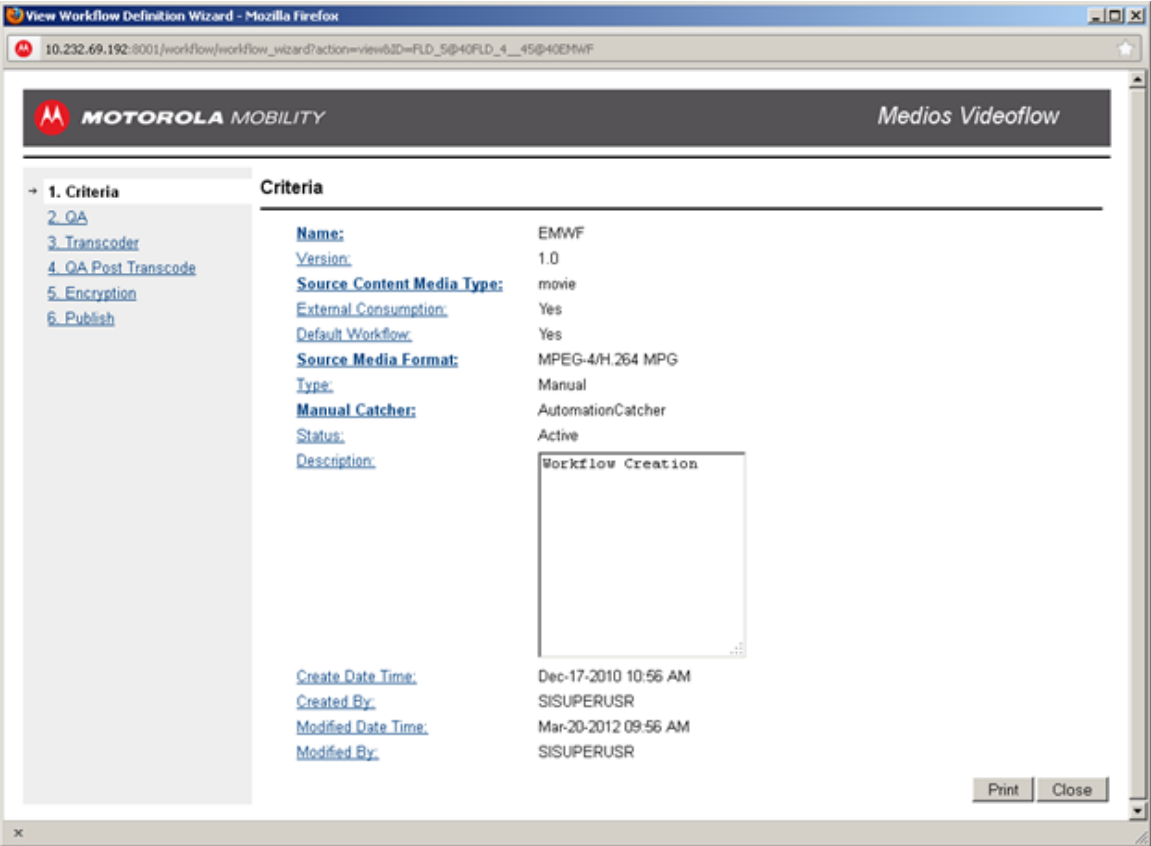 View Workflow Definition Wizard - Mozilla Firefox
10.232.69.192:8001/workflow/workflow_wizard?action=view&ID=FLD_5@40FLD_4__45@40EMWF
MOTOROLA MOBILITY
Medios Videoflow
→ 1. Criteria
2. QA
3. Transcoder
4. QA Post Transcode
5. Encryption
6. Publish
Criteria
Name: EMWF
Version: 1.0
Source Content Media Type: movie
External Consumption: Yes
Default Workflow: Yes
Source Media Format: MPEG-4/H.264 MPG
Type: Manual
Manual Catcher: AutomationCatcher
Status: Active
Description: Workflow Creation
Create Date Time: Dec-17-2010 10:56 AM
Created By: SISUPERUSR
Modified Date Time: Mar-20-2012 09:56 AM
Modified By: SISUPERUSR
Print Close